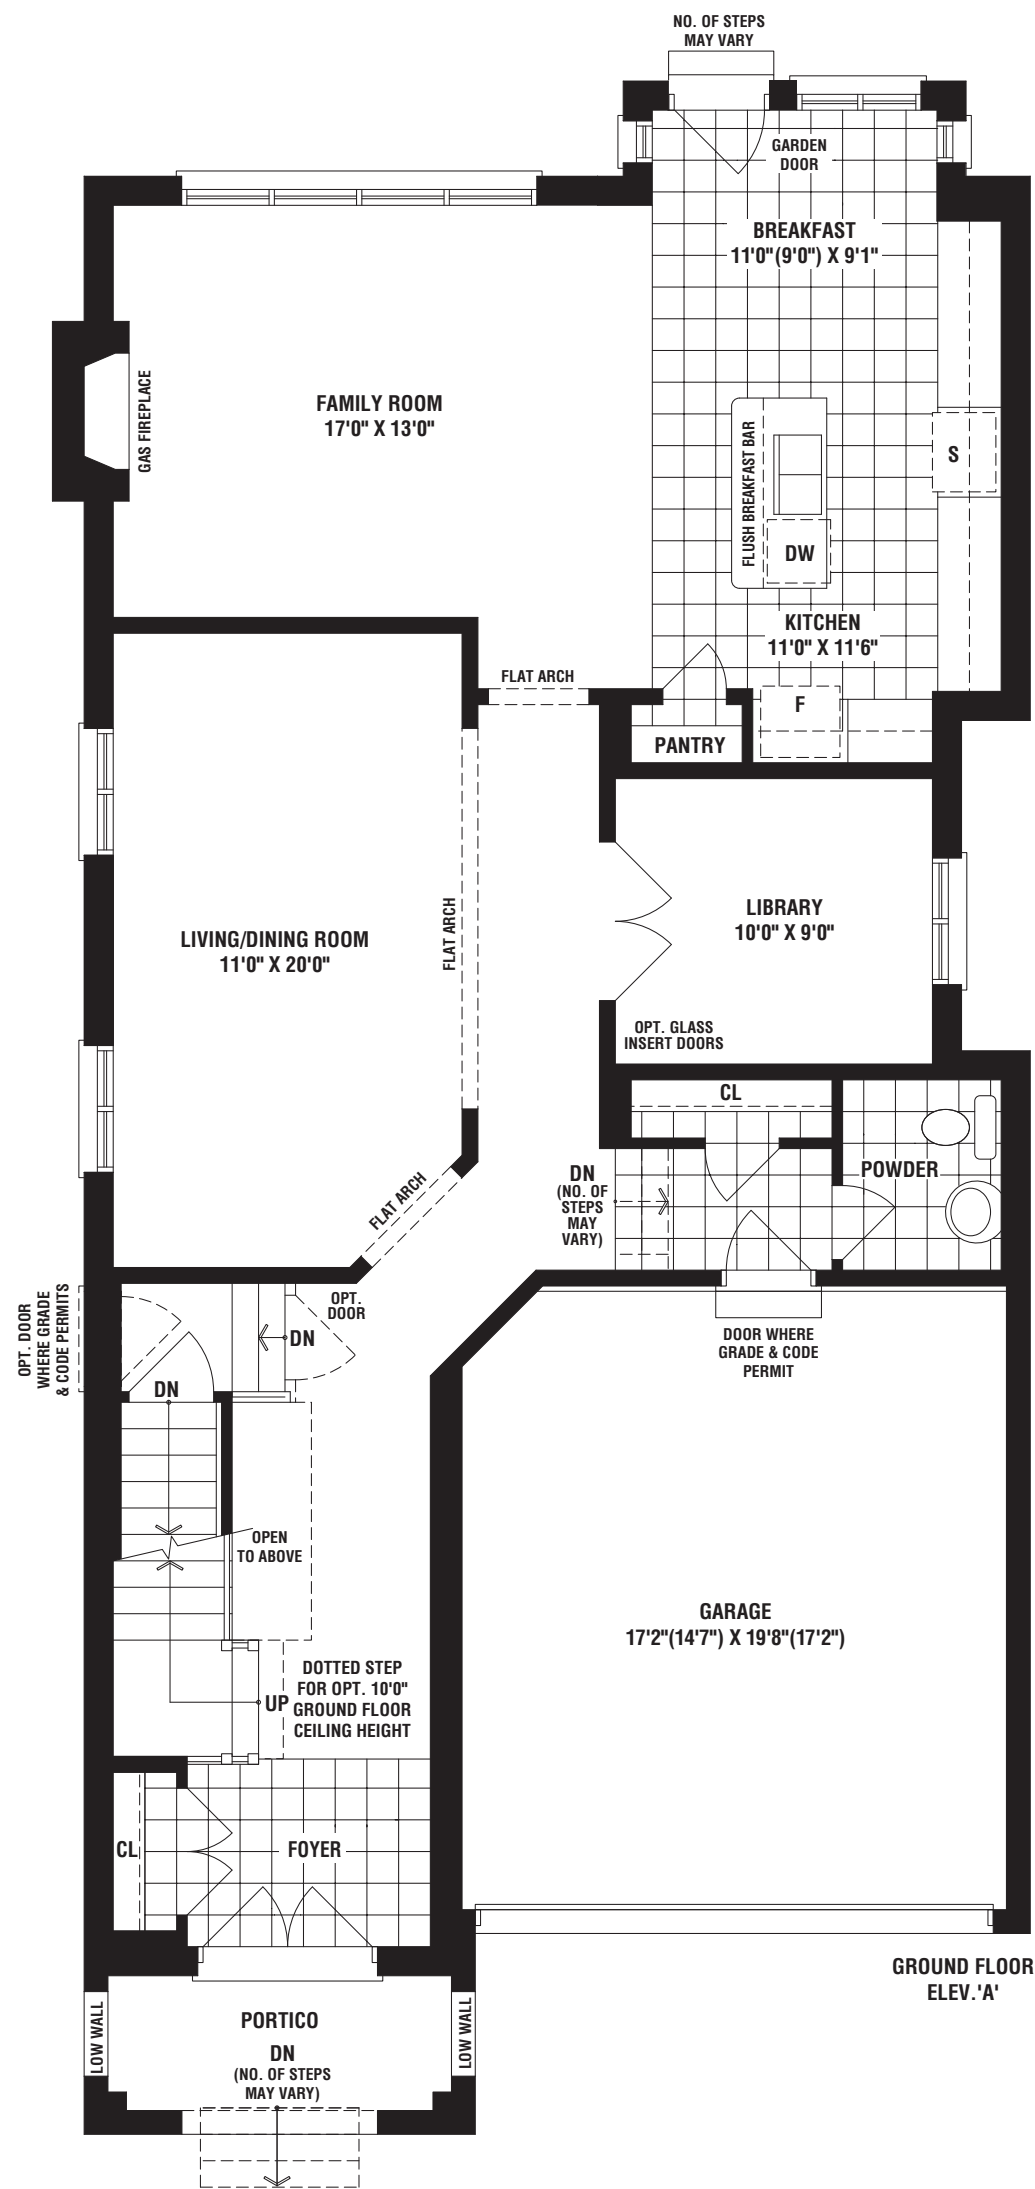 NO. OF STEPS
MAY VARY
GARDEN
DOOR
BREAKFAST
11'0"(9'0") X 9'1"
GAS FIREPLACE
FAMILY ROOM
17'0" X 13'0"
FLUSH BREAKFAST BAR
S
DW
KITCHEN
11'0" X 11'6"
FLAT ARCH
F
PANTRY
LIVING/DINING ROOM
11'0" X 20'0"
FLAT ARCH
LIBRARY
10'0" X 9'0"
OPT. GLASS
INSERT DOORS
CL
POWDER
DN
(NO. OF
STEPS
MAY
VARY)
FLAT ARCH
OPT. DOOR
WHERE GRADE
& CODE PERMITS
OPT.
DOOR
DN
DN
DOOR WHERE
GRADE & CODE
PERMIT
OPEN
TO ABOVE
GARAGE
17'2"(14'7") X 19'8"(17'2")
UP
DOTTED STEP
FOR OPT. 10'0"
GROUND FLOOR
CEILING HEIGHT
CL
FOYER
GROUND FLOOR
ELEV.'A'
LOW WALL
PORTICO
DN
(NO. OF STEPS
MAY VARY)
LOW WALL